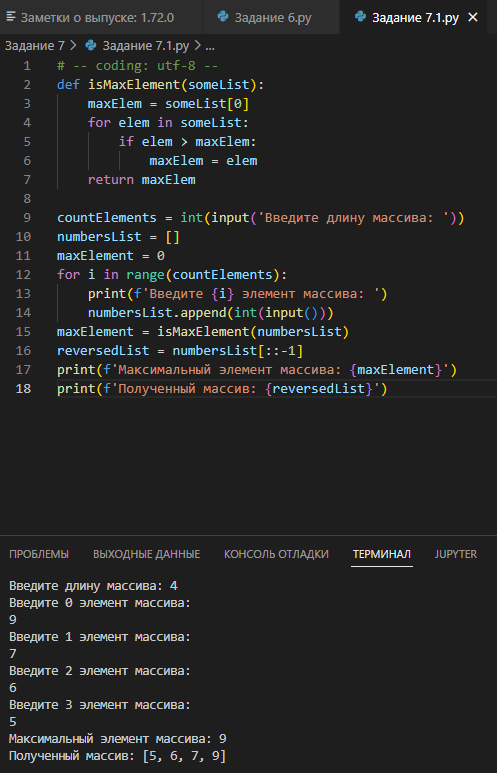 Заметки о выпуске: 1.72.0 Задание 6.py Задание 7.1.py
Задание 7 > Задание 7.1.py > ...
1 # -- coding: utf-8 --
2 def isMaxElement(someList):
3     maxElem = someList[0]
4     for elem in someList:
5         if elem > maxElem:
6             maxElem = elem
7     return maxElem
8
9 countElements = int(input('Введите длину массива: '))
10 numbersList = []
11 maxElement = 0
12 for i in range(countElements):
13     print(f'Введите {i} элемент массива: ')
14     numbersList.append(int(input()))
15 maxElement = isMaxElement(numbersList)
16 reversedList = numbersList[::-1]
17 print(f'Максимальный элемент массива: {maxElement}')
18 print(f'Полученный массив: {reversedList}')
ПРОБЛЕМЫ ВЫХОДНЫЕ ДАННЫЕ КОНСОЛЬ ОТЛАДКИ ТЕРМИНАЛ JUPYTER
Введите длину массива: 4
Введите 0 элемент массива:
9
Введите 1 элемент массива:
7
Введите 2 элемент массива:
6
Введите 3 элемент массива:
5
Максимальный элемент массива: 9
Полученный массив: [5, 6, 7, 9]